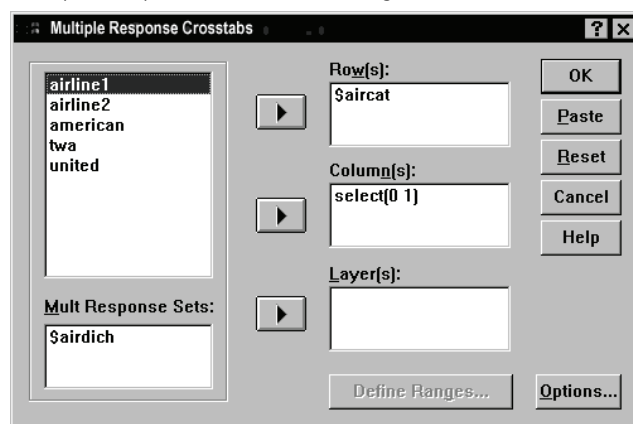 Multiple Response Crosstabs
airline1
airline2
american
twa
united
Mult Response Sets:
$airdich
Row(s):
$aircat
Column(s):
select(0 1)
Layer(s):
Define Ranges...
OK
Paste
Reset
Cancel
Help
Options...